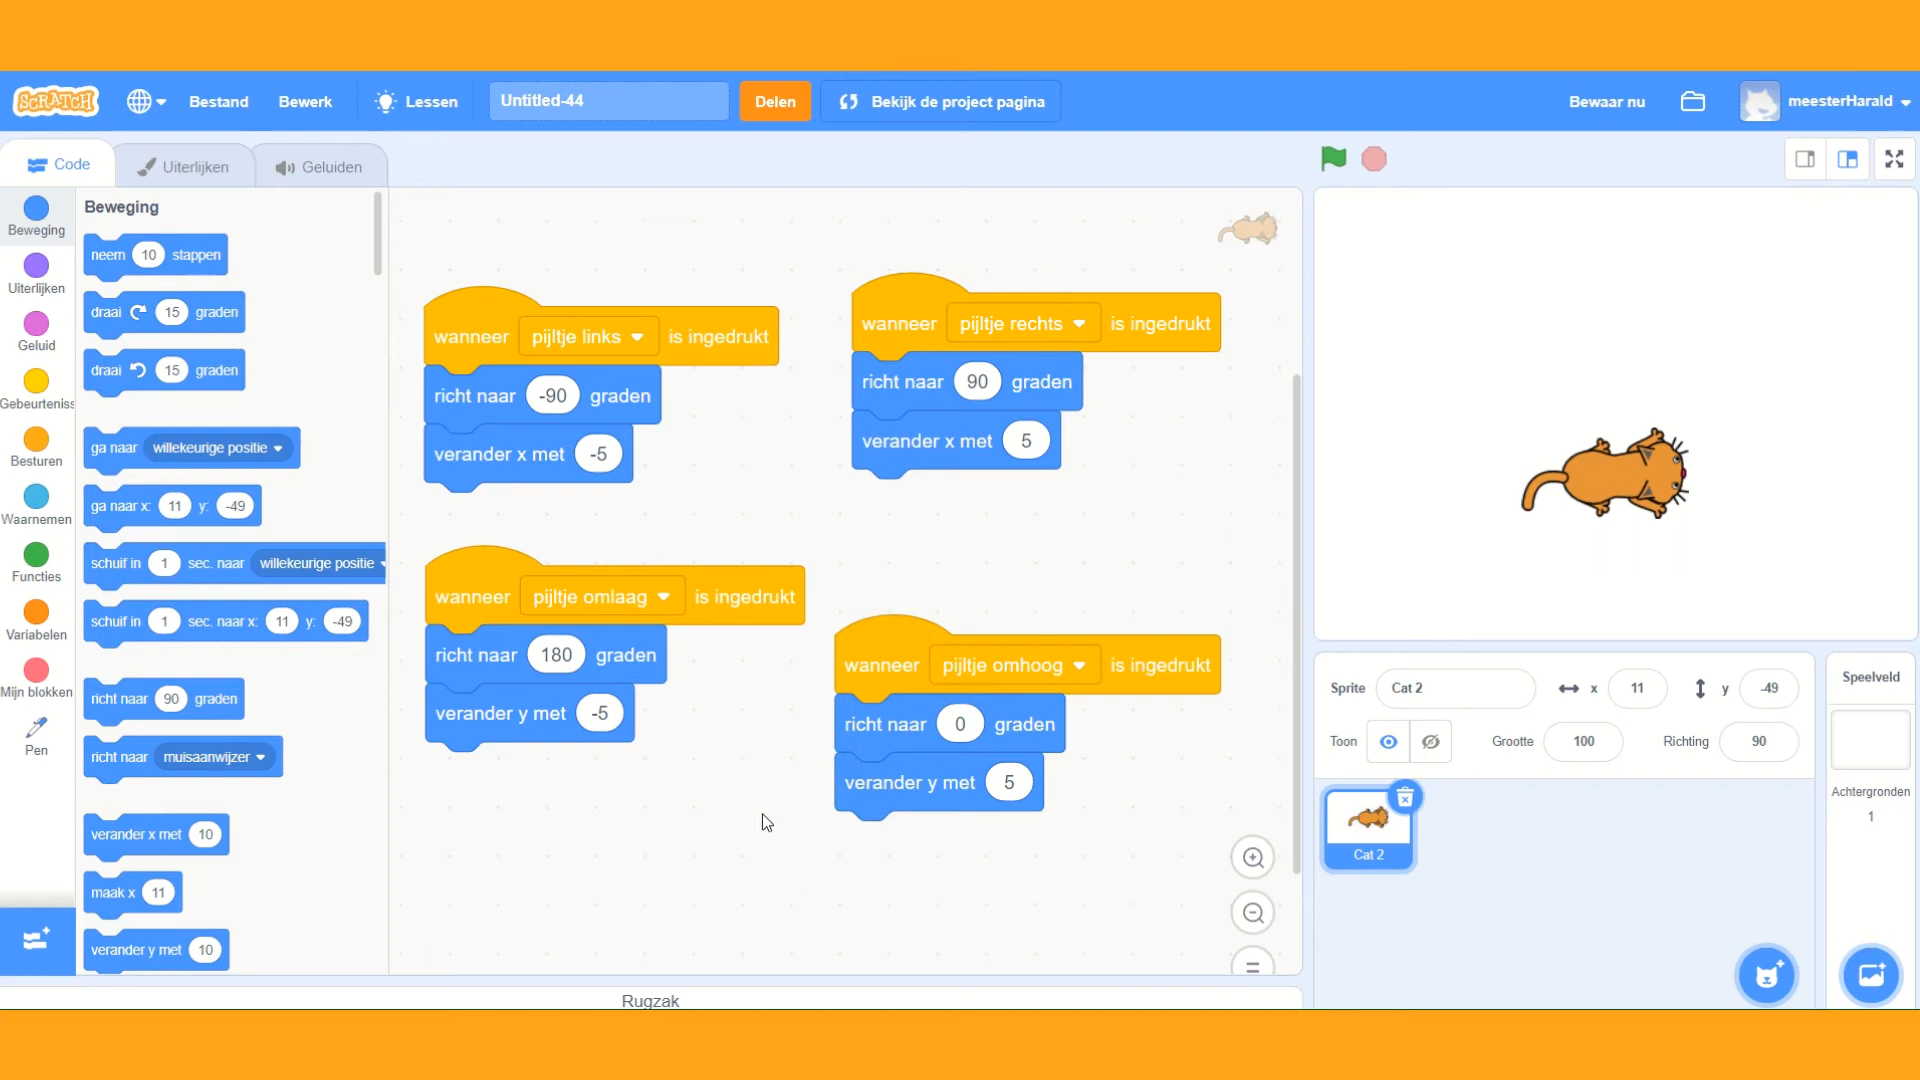 SCRATCH
Bestand
Bewerk
Lessen
Untitled-44
Delen
Bekijk de project pagina
Bewaar nu
meesterHarald
Code
Uiterlijken
Geluiden
Beweging
Uiterlijken
Geluid
Gebeurteniss
Besturen
Waarnemen
Functies
Variabelen
Mijn blokken
Pen
Beweging
neem 10 stappen
draai 15 graden
draai 15 graden
ga naar willekeurige positie
ga naar x: 11 y: -49
schuif in 1 sec. naar willekeurige positie
schuif in 1 sec. naar x: 11 y: -49
richt naar 90 graden
richt naar muisaanwijzer
verander x met 10
maak x 11
verander y met 10
wanneer pijltje links is ingedrukt
richt naar -90 graden
verander x met -5
wanneer pijltje rechts is ingedrukt
richt naar 90 graden
verander x met 5
wanneer pijltje omlaag is ingedrukt
richt naar 180 graden
verander y met -5
wanneer pijltje omhoog is ingedrukt
richt naar 0 graden
verander y met 5
Rugzak
Sprite Cat 2 x 11 y -49
Toon Grootte 100 Richting 90
Cat 2
Speelveld
Achtergronden
1